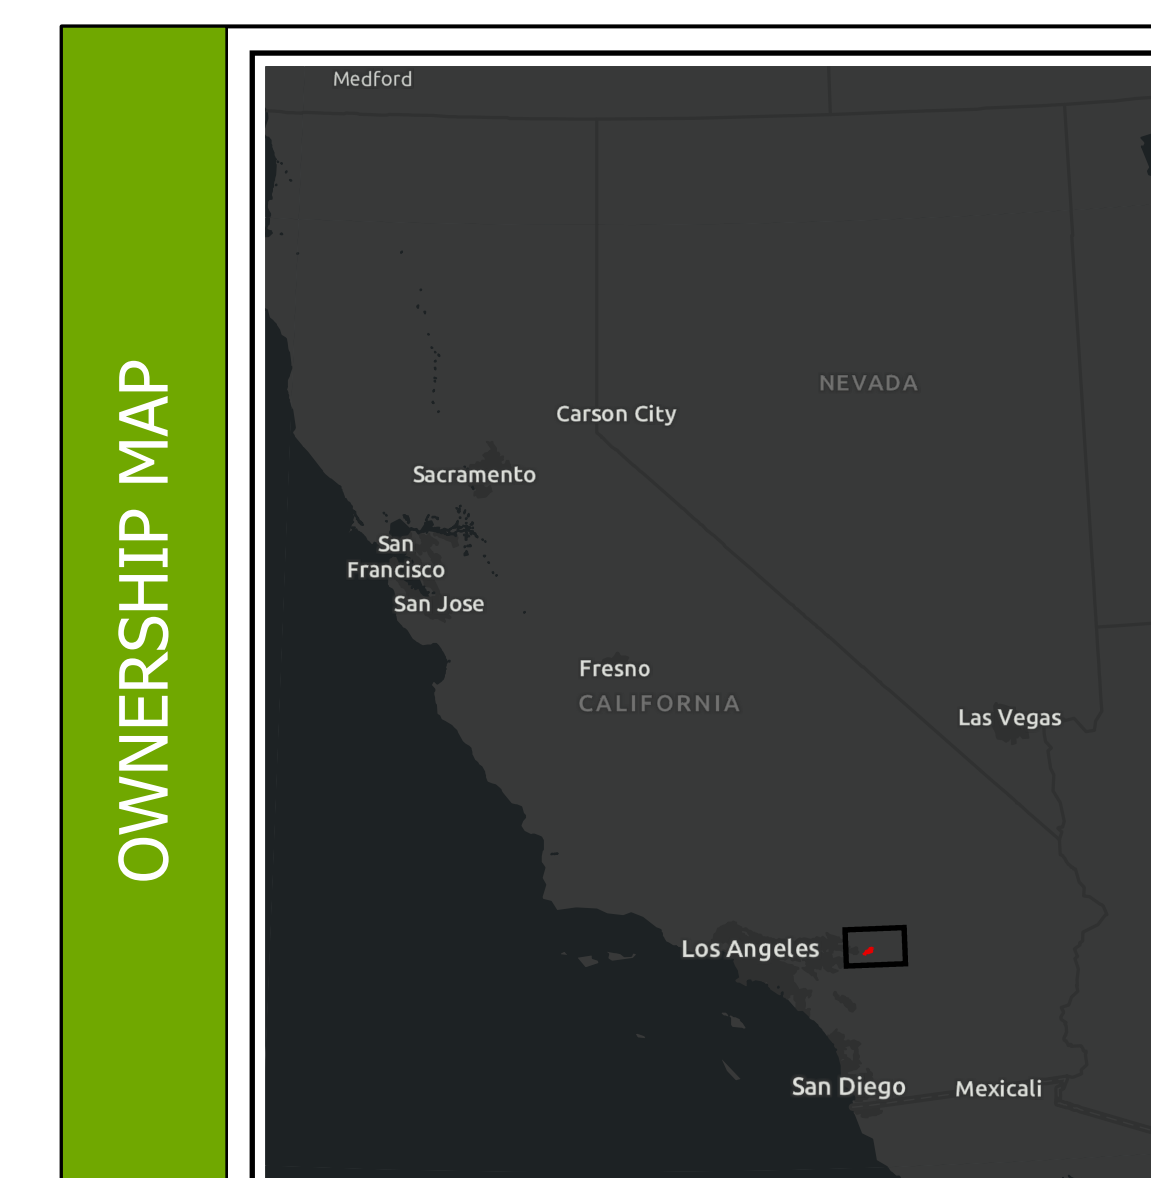 OWNERSHIP MAP
Medford
NEVADA
Carson City
Sacramento
San
Francisco
San Jose
Fresno
CALIFORNIA
Las Vegas
Los Angeles
San Diego
Mexicali